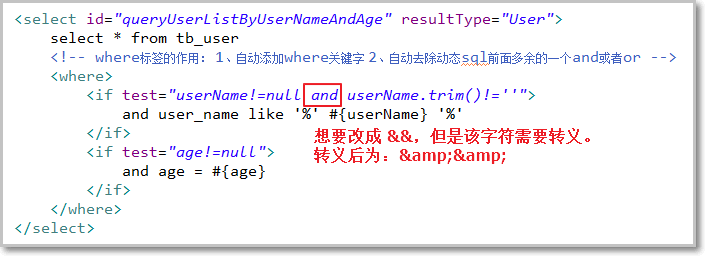 <select id="queryUserListByUserNameAndAge" resultType="User">
select * from tb_user
<!-- where标签的作用：1、自动添加where关键字 2、自动去除动态sql前面多余的一个and或者or -->
<where>
<if test="userName!=null and userName.trim()!=''">
and user_name like '%' #{userName} '%'
</if>
想要改成 &&，但是该字符需要转义。
<if test="age!=null">
转义后为：&amp;&amp;
and age = #{age}
</if>
</where>
</select>